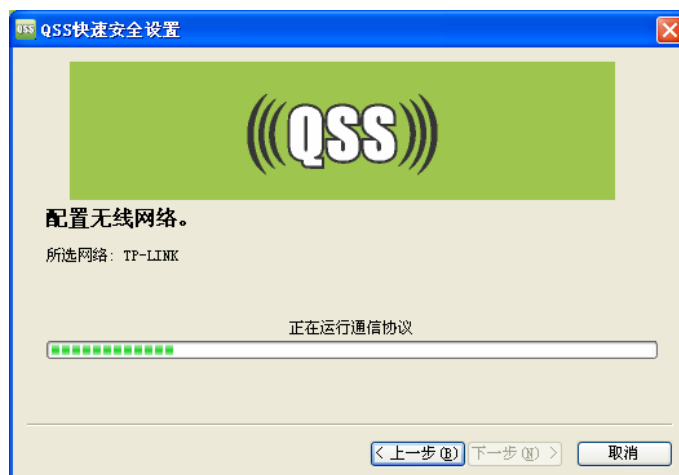 QSS QSS快速安全设置
(((QSS)))
配置无线网络。
所选网络: TP-LINK
正在运行通信协议
< 上一步(B) 下一步(N) > 取消